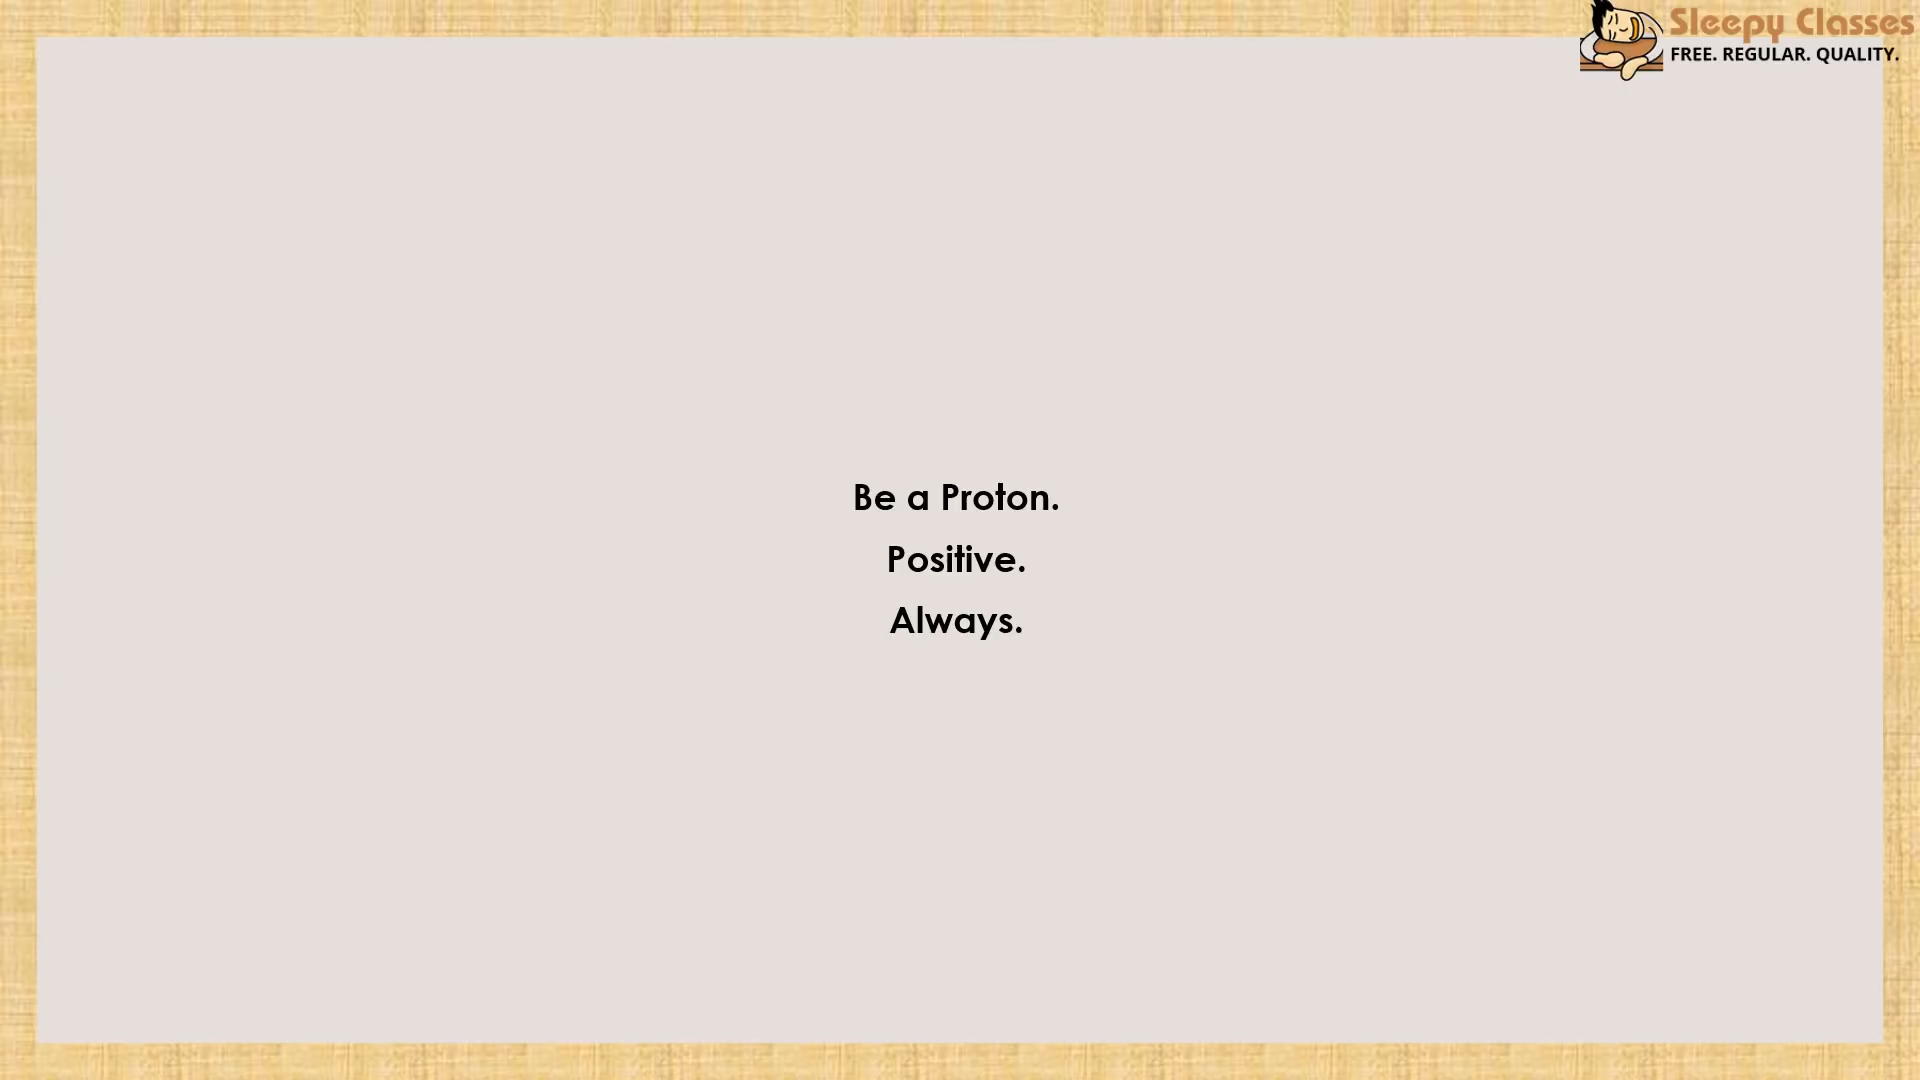 Sleepy Classes
FREE. REGULAR. QUALITY.
Be a Proton.
Positive.
Always.